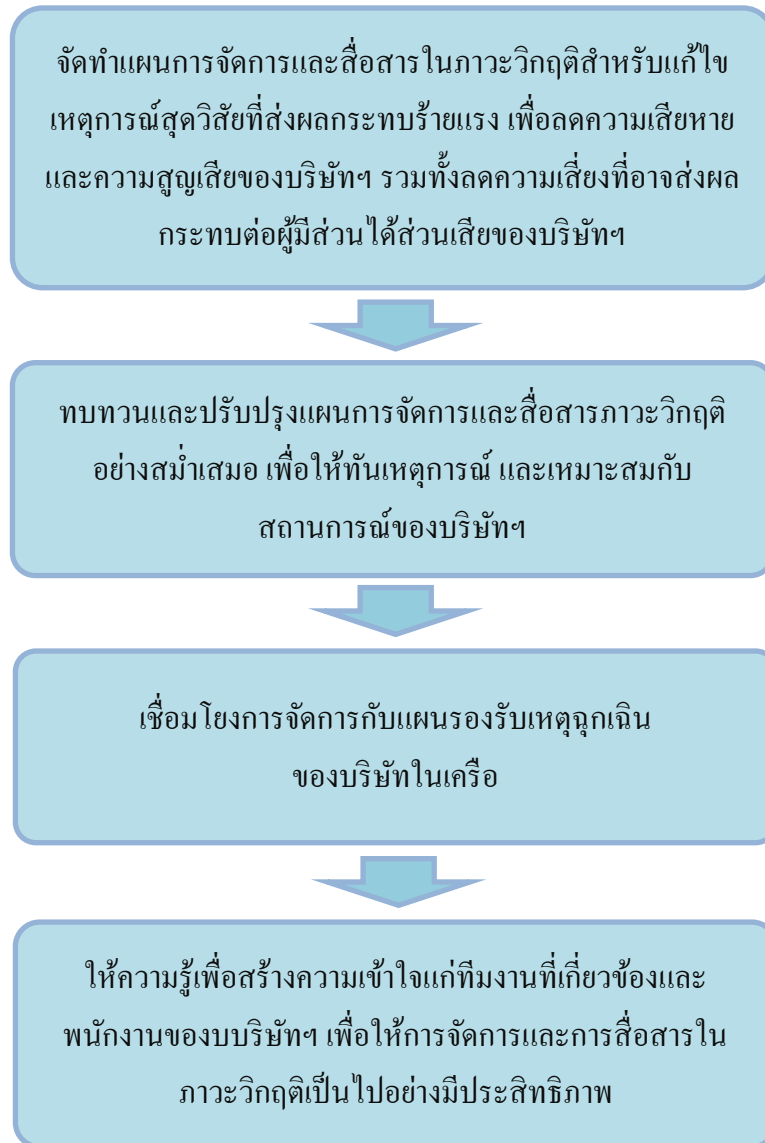 จัดทำแผนการจัดการและสื่อสารในภาวะวิกฤติสำหรับแก้ไข
เหตุการณ์สุดวิสัยที่ส่งผลกระทบร้ายแรง เพื่อลดความเสียหาย
และความสูญเสียของบริษัทฯ รวมทั้งลดความเสี่ยงที่อาจส่งผล
กระทบต่อผู้มีส่วนได้ส่วนเสียของบริษัทฯ
ทบทวนและปรับปรุงแผนการจัดการและสื่อสารภาวะวิกฤติ
อย่างสม่ำเสมอ เพื่อให้ทันเหตุการณ์ และเหมาะสมกับ
สถานการณ์ของบริษัทฯ
เชื่อมโยงการจัดการกับแผนรองรับเหตุฉุกเฉิน
ของบริษัทในเครือ
ให้ความรู้เพื่อสร้างความเข้าใจแก่ทีมงานที่เกี่ยวข้องและ
พนักงานของบบริษัทฯ เพื่อให้การจัดการและการสื่อสารใน
ภาวะวิกฤติเป็นไปอย่างมีประสิทธิภาพ